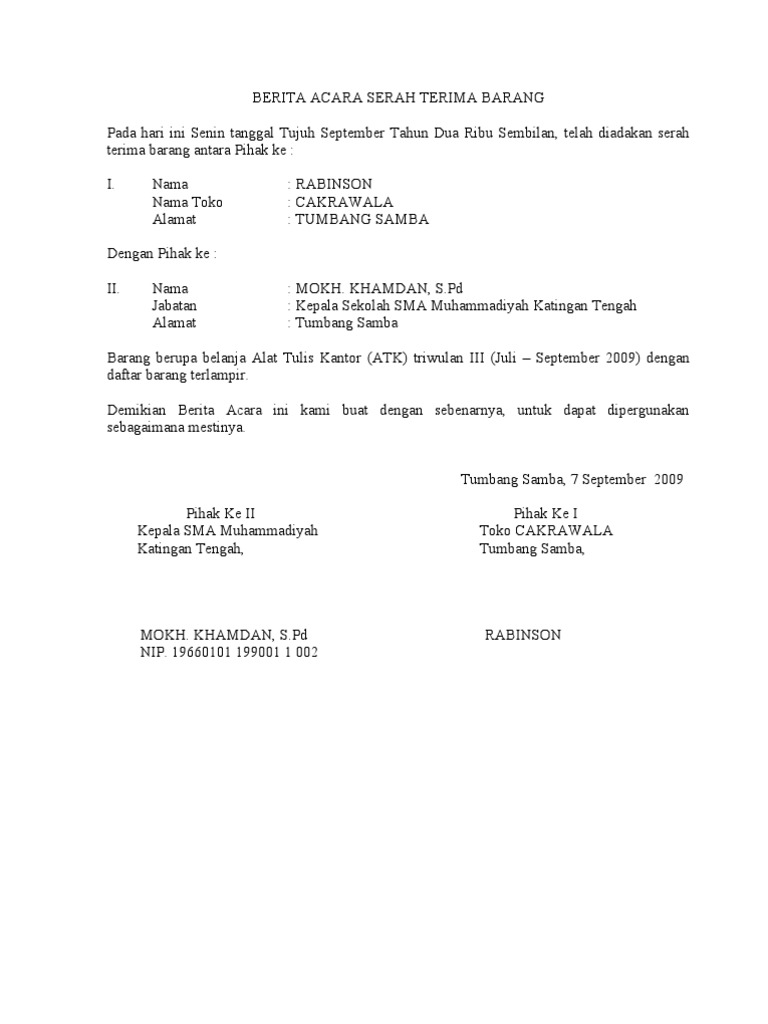 BERITA ACARA SERAH TERIMA BARANG
Pada hari ini Senin tanggal Tujuh September Tahun Dua Ribu Sembilan, telah diadakan serah
terima barang antara Pihak ke :
I. Nama : RABINSON
Nama Toko : CAKRAWALA
Alamat : TUMBANG SAMBA
Dengan Pihak ke :
II. Nama : MOKH. KHAMDAN, S.Pd
Jabatan : Kepala Sekolah SMA Muhammadiyah Katingan Tengah
Alamat : Tumbang Samba
Barang berupa belanja Alat Tulis Kantor (ATK) triwulan III (Juli – September 2009) dengan
daftar barang terlampir.
Demikian Berita Acara ini kami buat dengan sebenarnya, untuk dapat dipergunakan
sebagaimana mestinya.
Tumbang Samba, 7 September 2009
Pihak Ke II Pihak Ke I
Kepala SMA Muhammadiyah Toko CAKRAWALA
Katingan Tengah, Tumbang Samba,
MOKH. KHAMDAN, S.Pd RABINSON
NIP. 19660101 199001 1 002